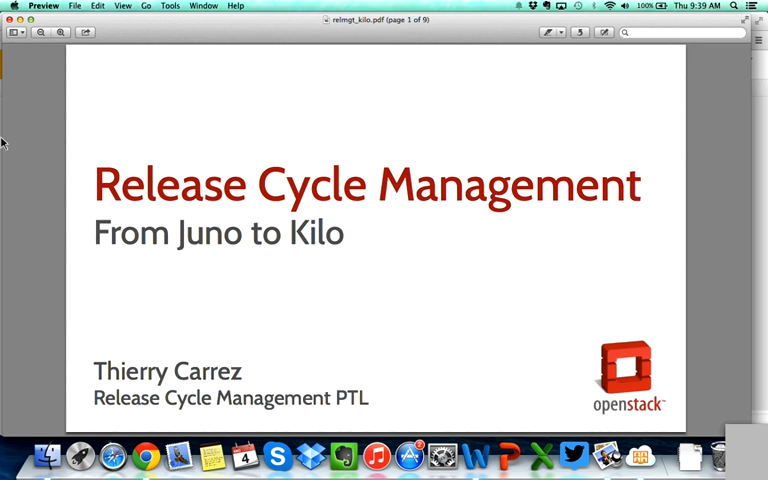 Preview File Edit View Go Tools Window Help
100% Thu 9:39 AM
relmgt_kilo.pdf (page 1 of 9)
Release Cycle Management
From Juno to Kilo
Thierry Carrez
Release Cycle Management PTL
openstack
4